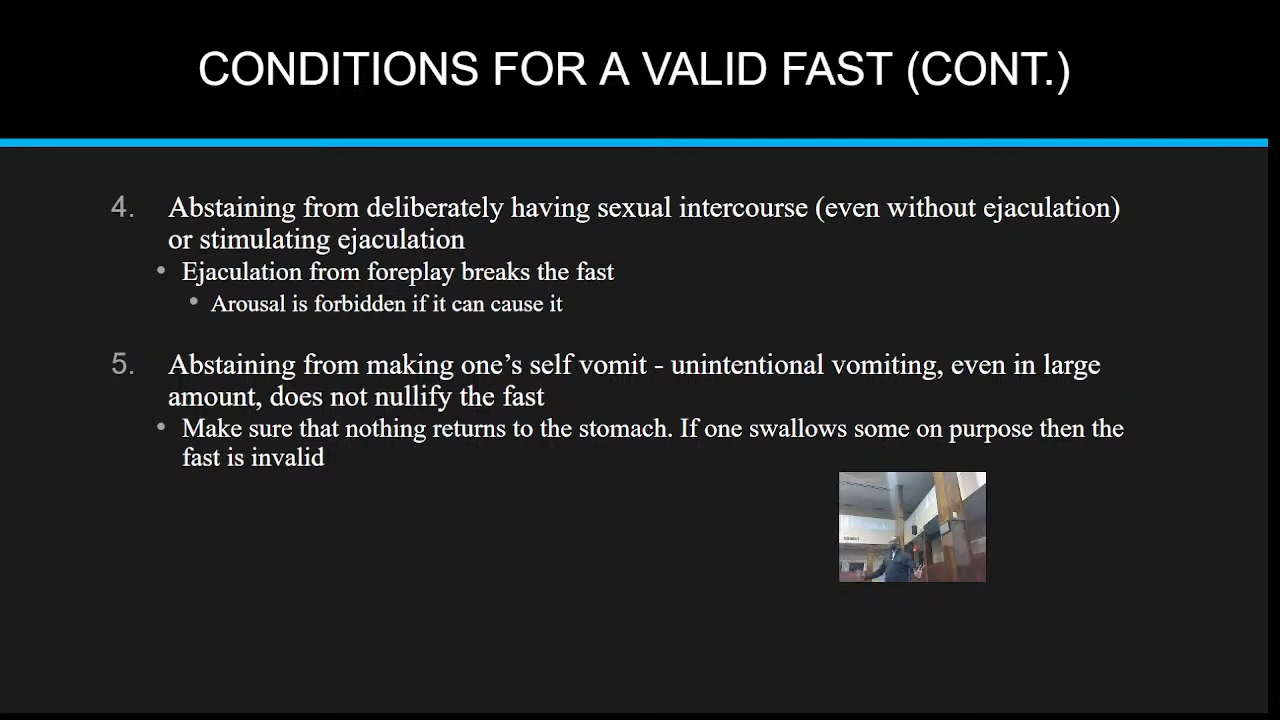 CONDITIONS FOR A VALID FAST (CONT.)
4. Abstaining from deliberately having sexual intercourse (even without ejaculation)
or stimulating ejaculation
• Ejaculation from foreplay breaks the fast
• Arousal is forbidden if it can cause it
5. Abstaining from making one’s self vomit - unintentional vomiting, even in large
amount, does not nullify the fast
• Make sure that nothing returns to the stomach. If one swallows some on purpose then the
fast is invalid